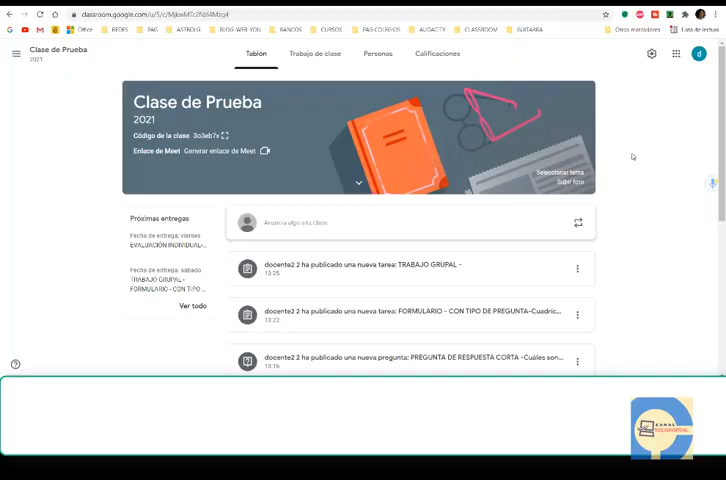 classroom.google.com/u/5/c/MjkwMTc2NzI4Mzg4
Office
REDES
PAG
ASTROLG
BLOG-WEB-YOU
BANCOS
CURSOS
PAG COLEGIOS
AUDACITY
CLASSROOM
GUITARRA
Otros marcadores
Lista de lectura
Clase de Prueba
2021
Tablón
Trabajo de clase
Personas
Calificaciones
d
Clase de Prueba
2021
Código de la clase 3o3eb7x
Enlace de Meet Generar enlace de Meet
Seleccionar tema
Subir foto
Próximas entregas
Fecha de entrega: viernes
EVALUACIÓN INDIVIDUAL-...
Fecha de entrega: sábado
TRABAJO GRUPAL -
FORMULARIO - CON TIPO ...
Ver todo
Anuncia algo a tu clase
docente2 2 ha publicado una nueva tarea: TRABAJO GRUPAL -
13:25
docente2 2 ha publicado una nueva tarea: FORMULARIO - CON TIPO DE PREGUNTA-Cuadríc...
13:22
docente2 2 ha publicado una nueva pregunta: PREGUNTA DE RESPUESTA CORTA -Cuáles son...
13:16
CANAL